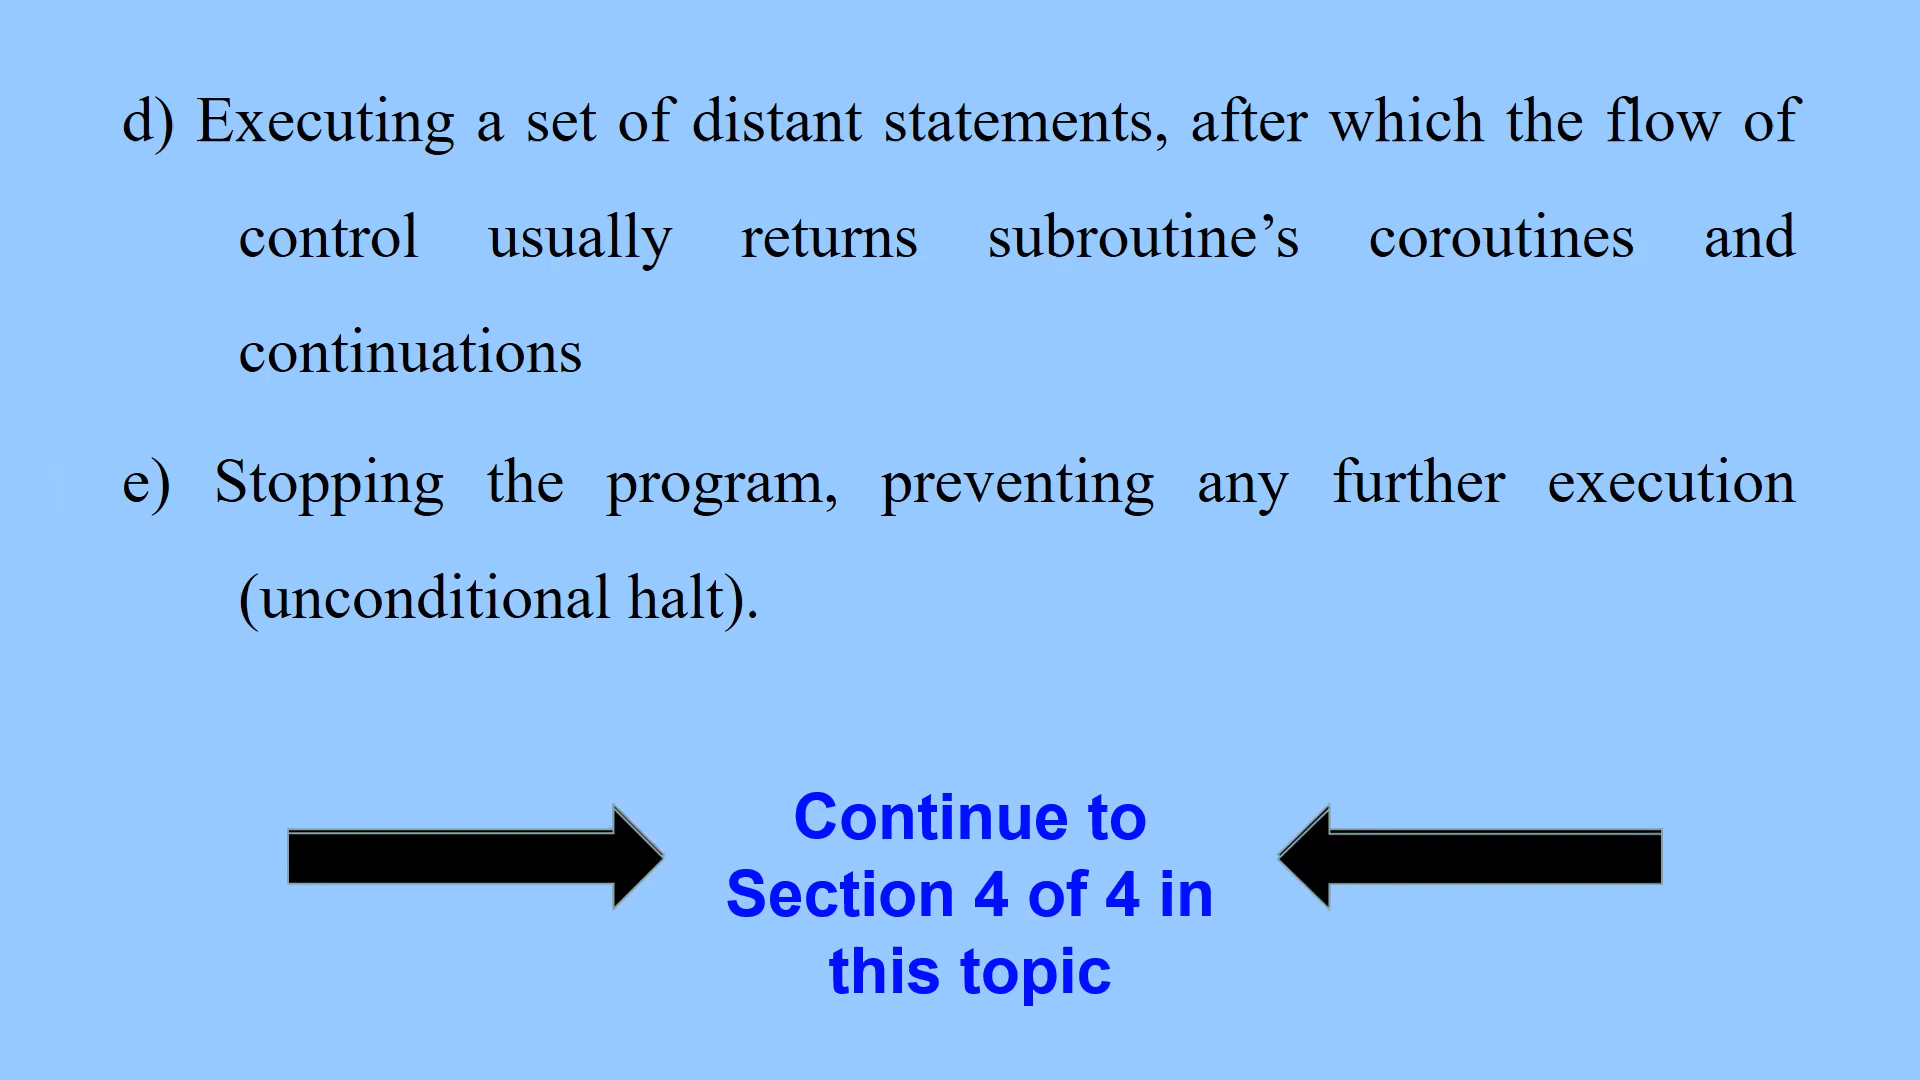 d) Executing a set of distant statements, after which the flow of
control usually returns subroutine’s coroutines and
continuations
e) Stopping the program, preventing any further execution
(unconditional halt).
Continue to
Section 4 of 4 in
this topic